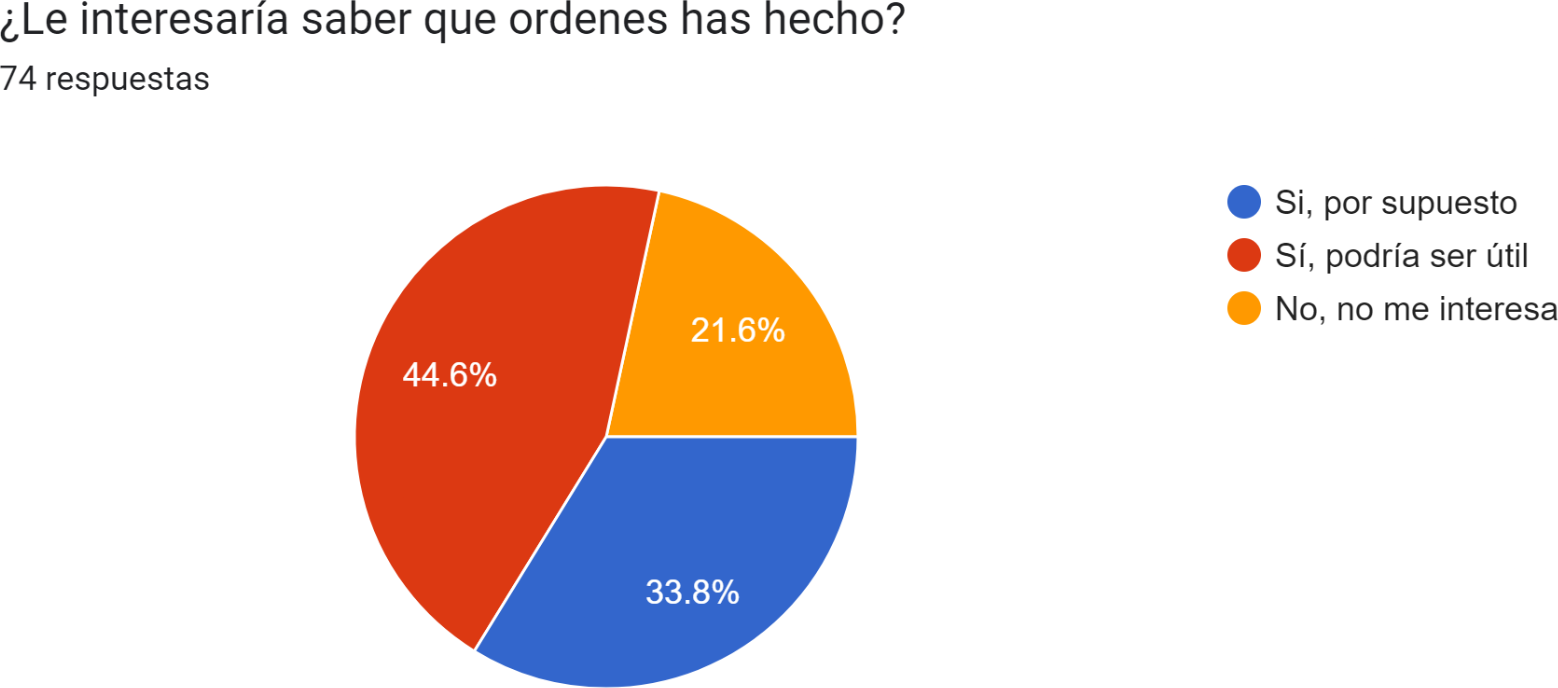 ¿Le interesaría saber que ordenes has hecho?
74 respuestas
Si, por supuesto
Sí, podría ser útil
No, no me interesa
21.6%
44.6%
33.8%